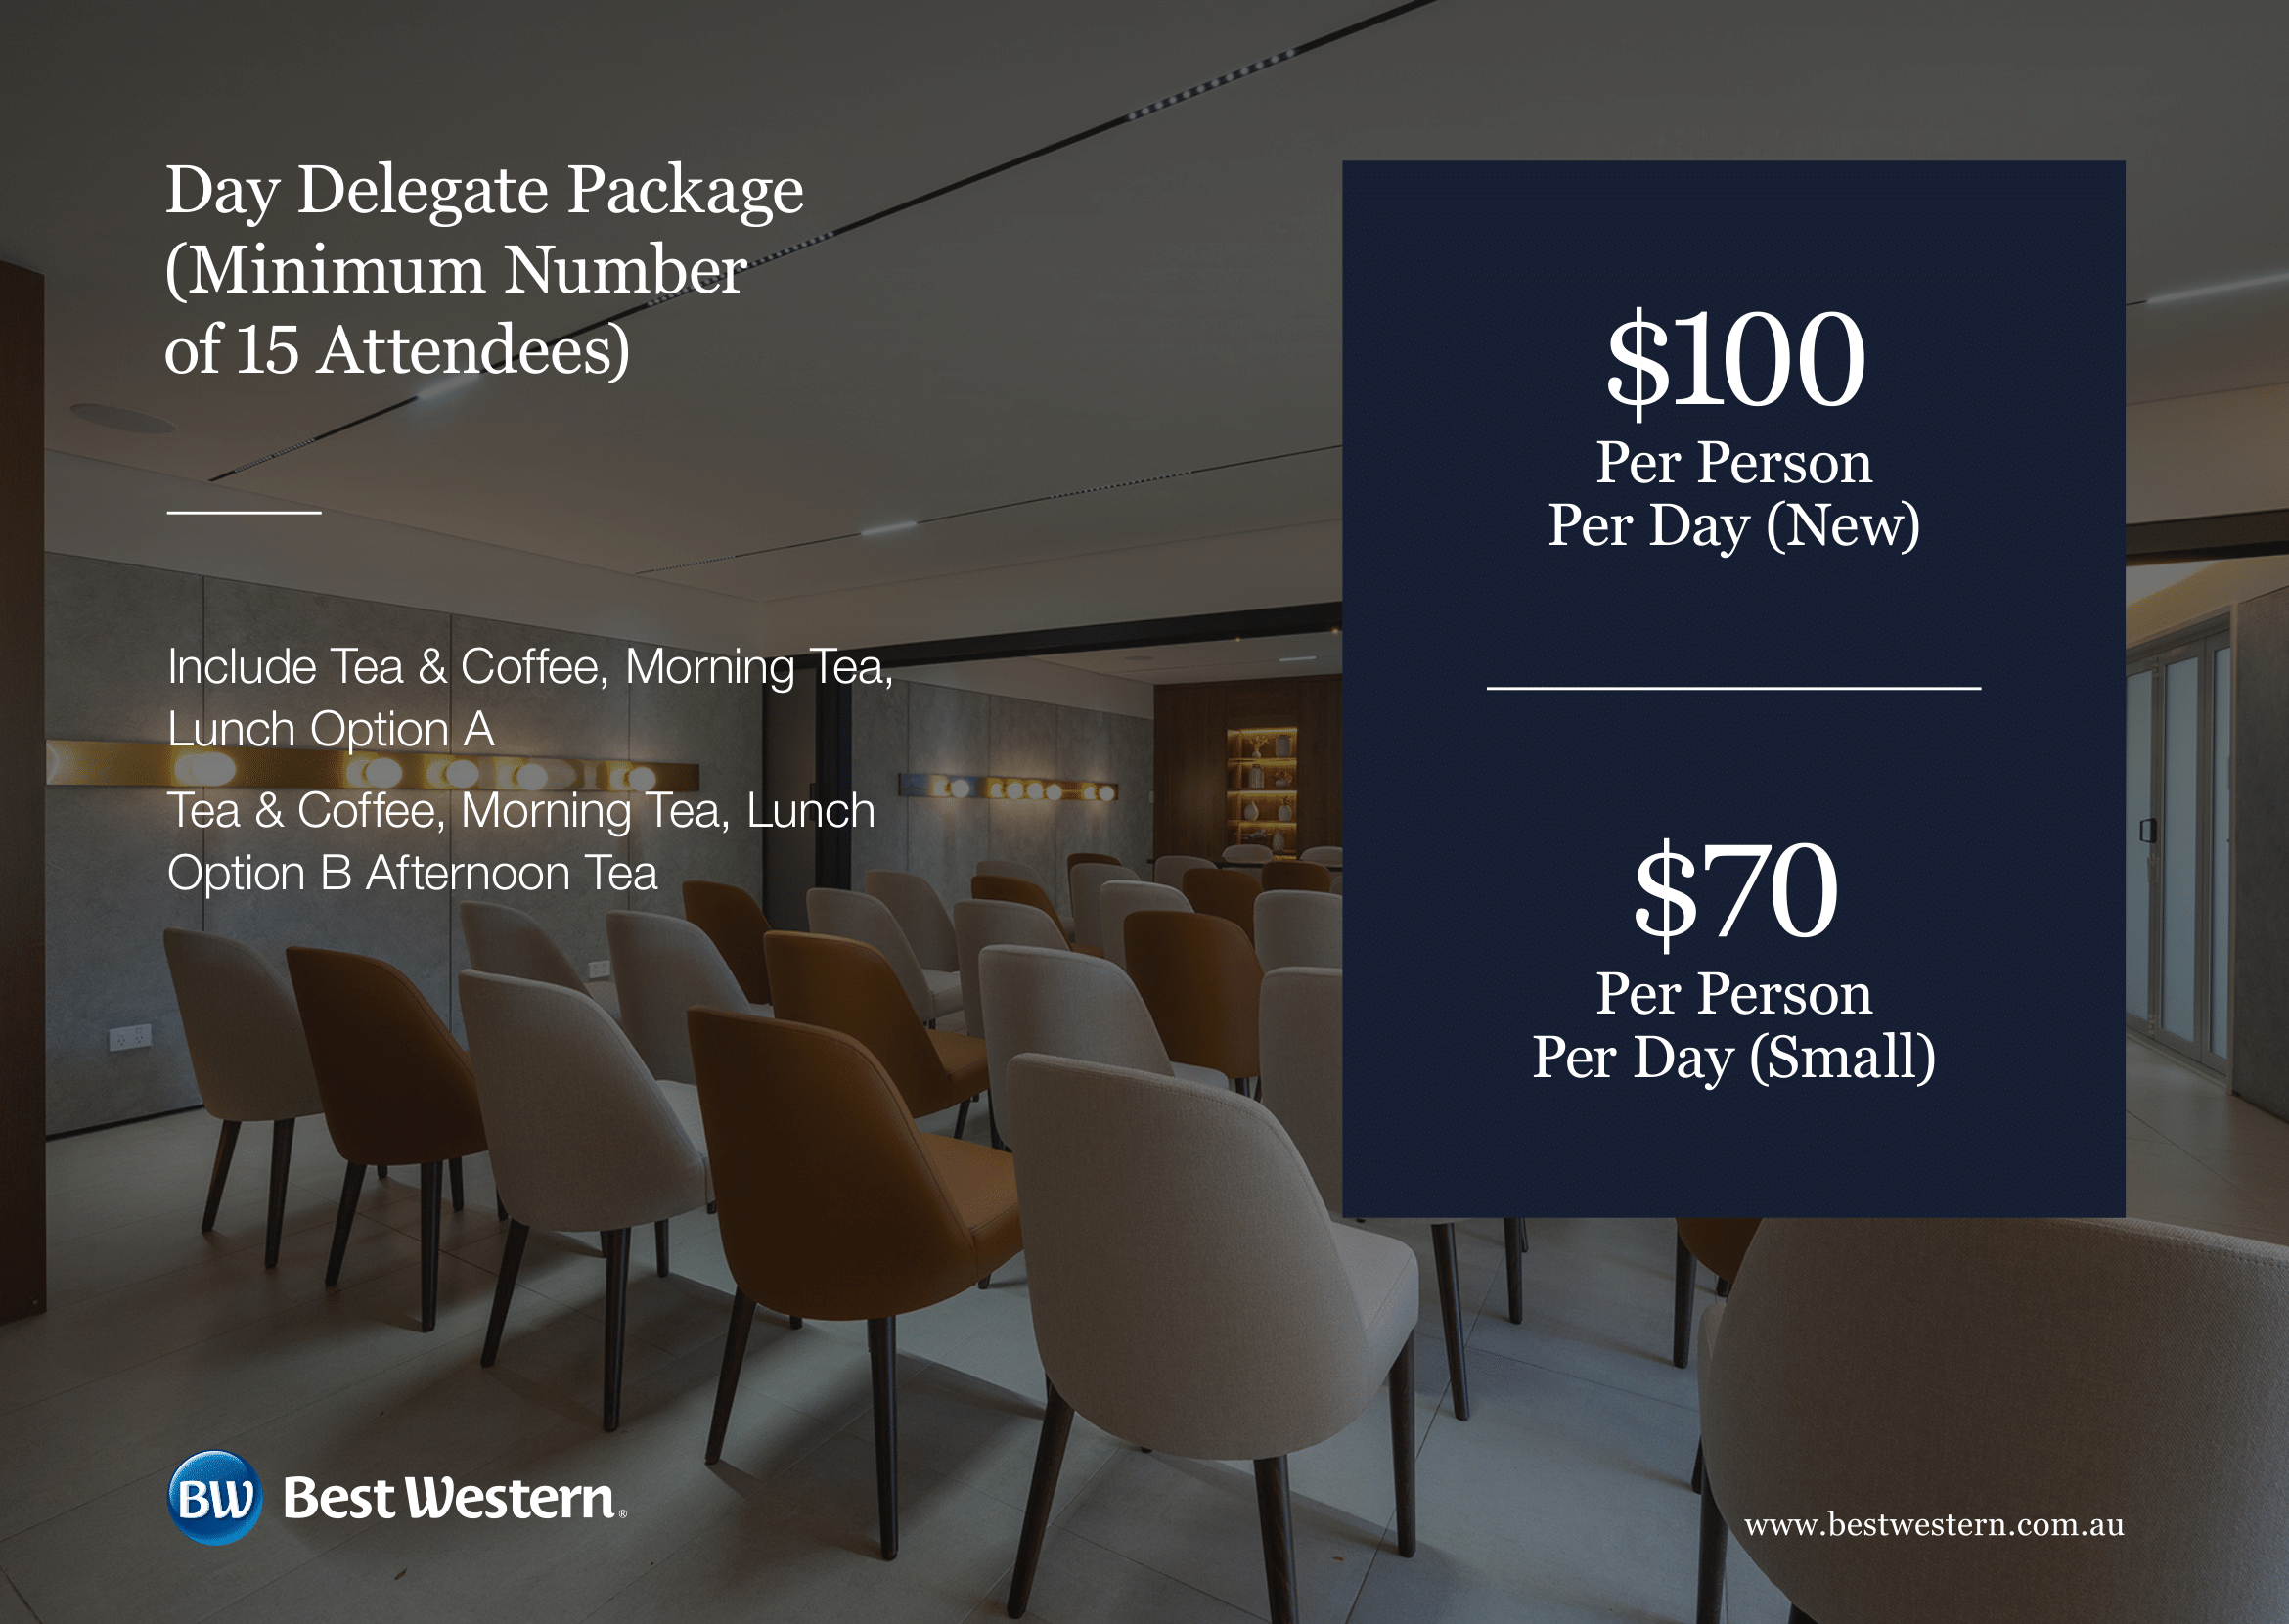 Day Delegate Package
(Minimum Number
of 15 Attendees)
Include Tea & Coffee, Morning Tea,
Lunch Option A
Tea & Coffee, Morning Tea, Lunch
Option B Afternoon Tea
$100
Per Person
Per Day (New)
$70
Per Person
Per Day (Small)
BW Best Western®
www.bestwestern.com.au